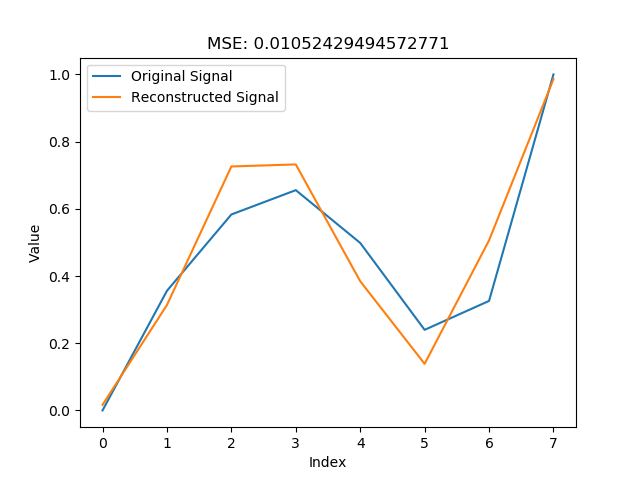 MSE: 0.01052429494572771
Original Signal
Reconstructed Signal
Value
1.0
0.8
0.6
0.4
0.2
0.0
0 1 2 3 4 5 6 7
Index